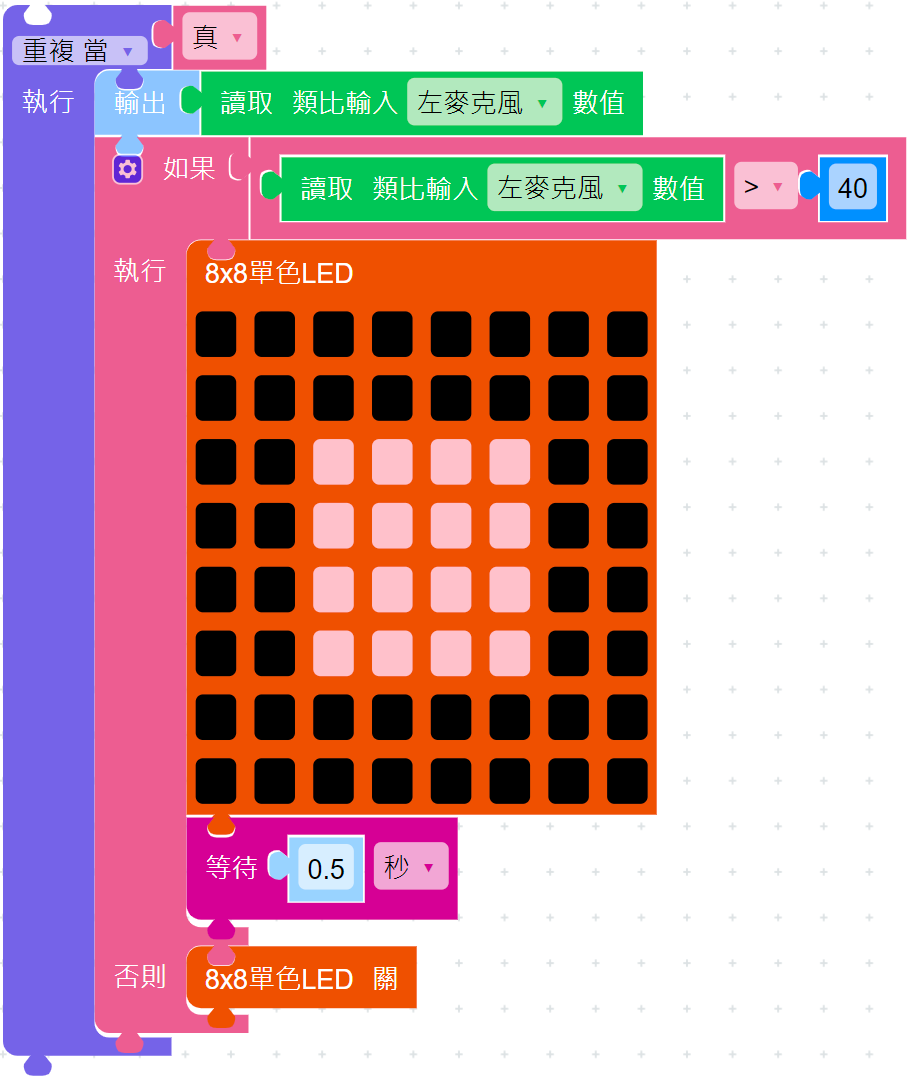 重複 當 真
執行 輸出 讀取 類比輸入 左麥克風 數值
如果 讀取 類比輸入 左麥克風 數值 > 40
執行 8x8單色LED
等待 0.5 秒
否則 8x8單色LED 關